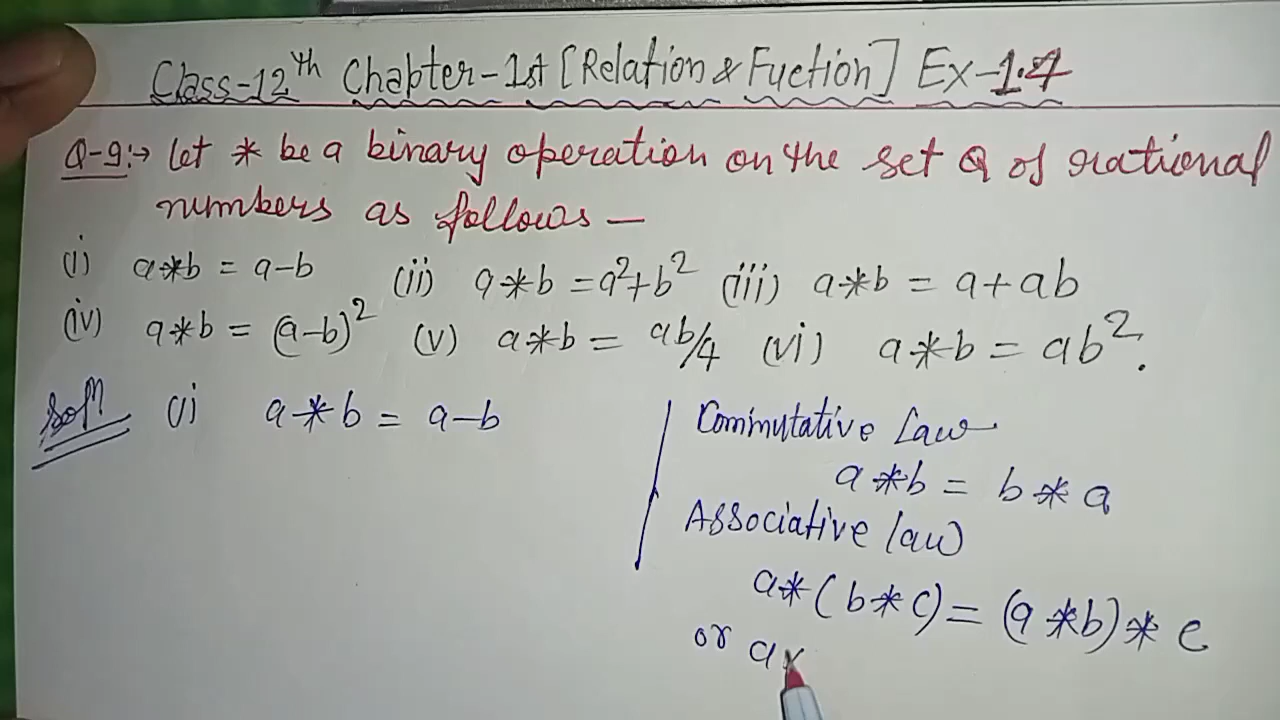 Class-12th Chapter-1st [Relation & Fuction] Ex-1.4
Q-9:→ Let * be a binary operation on the set Q of rational
numbers as follows —
(i) a*b = a-b (ii) a*b = a²+b² (iii) a*b = a+ab
(iv) a*b = (a-b)² (v) a*b = ab/4 (vi) a*b = ab².
Solⁿ (i) a*b = a-b
Commutative Law
a*b = b*a
Associative law
a*(b*c) = (a*b)*c
or a